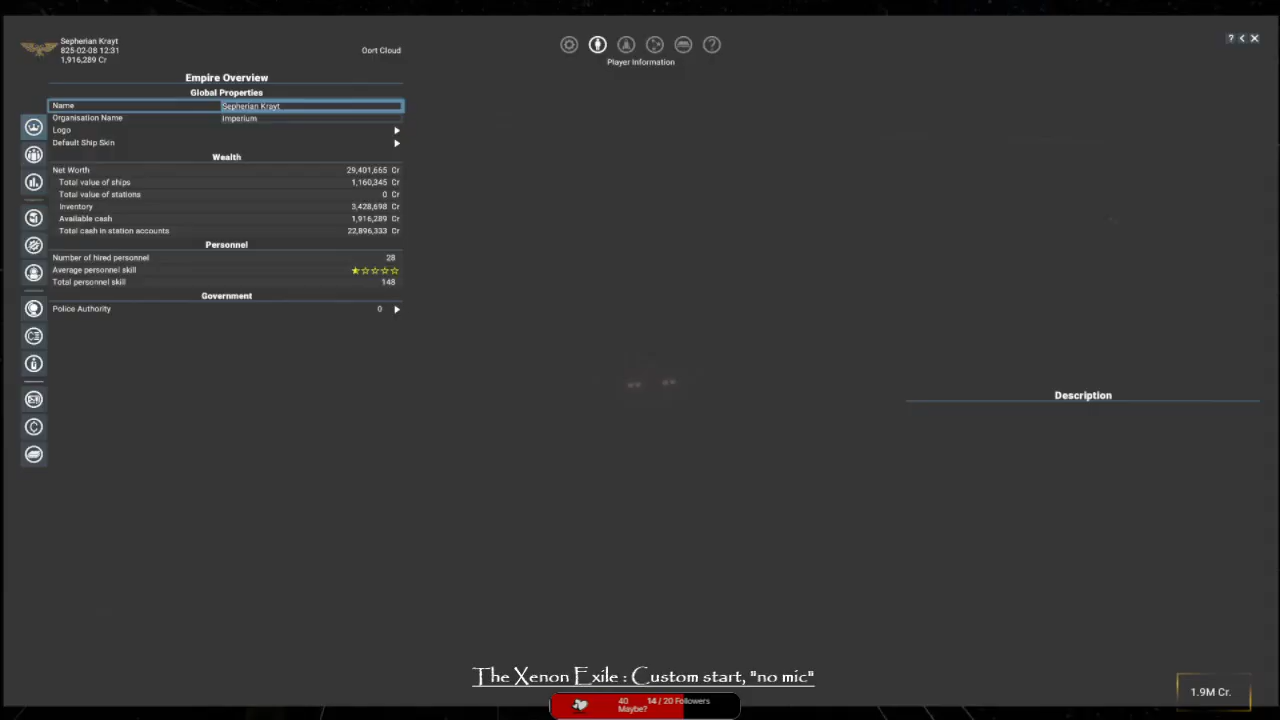 Sepherian Krayt
825-02-08 12:31
1,916,289 Cr
Oort Cloud
Player Information
? < ×
Empire Overview
Global Properties
Name Sepherian Krayt
Organisation Name Imperium
Logo
Default Ship Skin
Wealth
Net Worth 29,401,665 Cr
Total value of ships 1,160,345 Cr
Total value of stations 0 Cr
Inventory 3,428,698 Cr
Available cash 1,916,289 Cr
Total cash in station accounts 22,896,333 Cr
Personnel
Number of hired personnel 28
Average personnel skill ★☆☆☆☆
Total personnel skill 148
Government
Police Authority 0
Description
The Xenon Exile : Custom start, "no mic"
40 14 / 20 Followers
Maybe?
1.9M Cr.